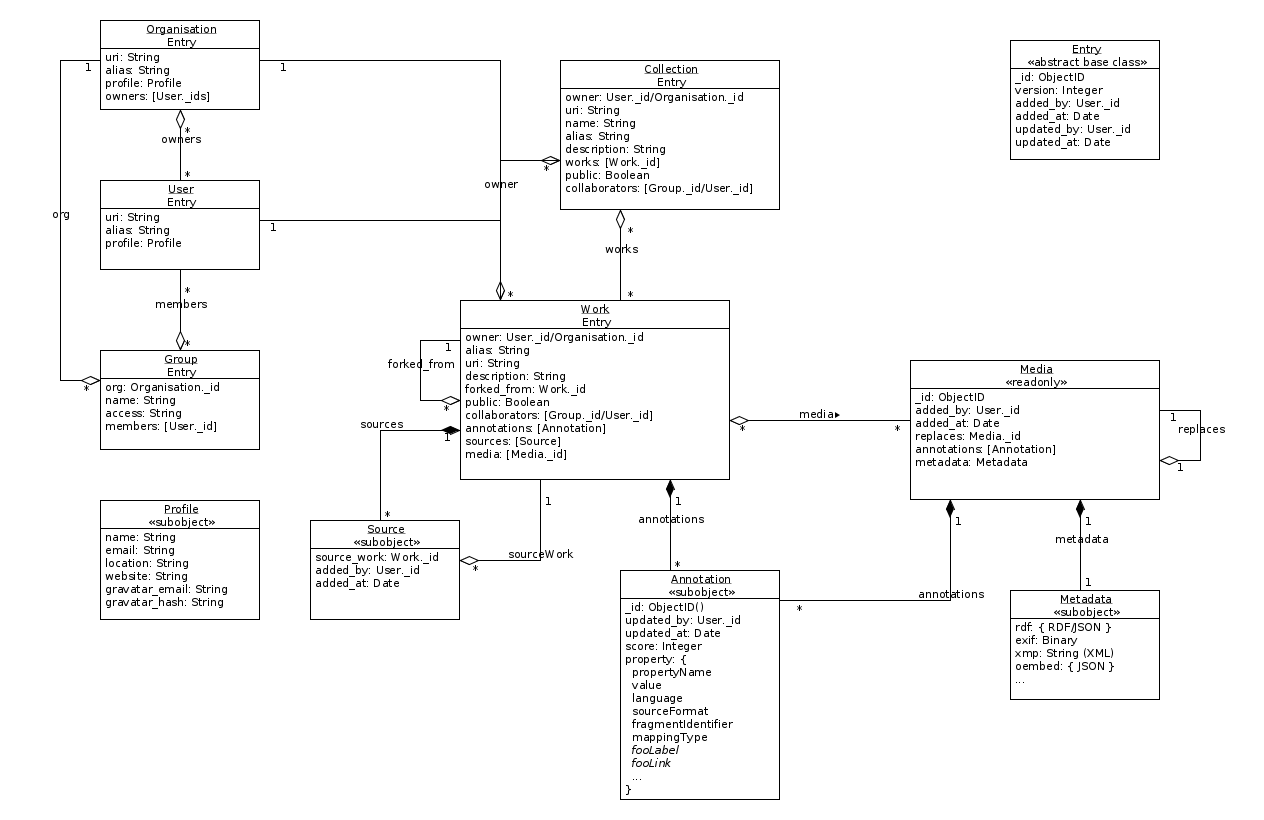 Organisation
Entry
uri: String
alias: String
profile: Profile
owners: [User._ids]
1
1
*
owners
*
User
Entry
uri: String
alias: String
profile: Profile
1
org
*
members
*
Group
Entry
org: Organisation._id
name: String
access: String
members: [User._id]
*
Profile
«subobject»
name: String
email: String
location: String
website: String
gravatar_email: String
gravatar_hash: String
Collection
Entry
owner: User._id/Organisation._id
uri: String
name: String
alias: String
description: String
works: [Work._id]
public: Boolean
collaborators: [Group._id/User._id]
*
owner
*
works
*
*
Entry
«abstract base class»
_id: ObjectID
version: Integer
added_by: User._id
added_at: Date
updated_by: User._id
updated_at: Date
Work
Entry
owner: User._id/Organisation._id
alias: String
uri: String
description: String
forked_from: Work._id
public: Boolean
collaborators: [Group._id/User._id]
annotations: [Annotation]
sources: [Source]
media: [Media._id]
1
forked_from
*
sources
1
*
Source
«subobject»
source_work: Work._id
added_by: User._id
added_at: Date
1
sourceWork
*
1
annotations
*
media▸
*
*
Media
«readonly»
_id: ObjectID
added_by: User._id
added_at: Date
replaces: Media._id
annotations: [Annotation]
metadata: Metadata
1
replaces
1
1
annotations
*
1
metadata
1
Annotation
«subobject»
_id: ObjectID()
updated_by: User._id
updated_at: Date
score: Integer
property: {
propertyName
value
language
sourceFormat
fragmentIdentifier
mappingType
fooLabel
fooLink
...
}
Metadata
«subobject»
rdf: { RDF/JSON }
exif: Binary
xmp: String (XML)
oembed: { JSON }
...